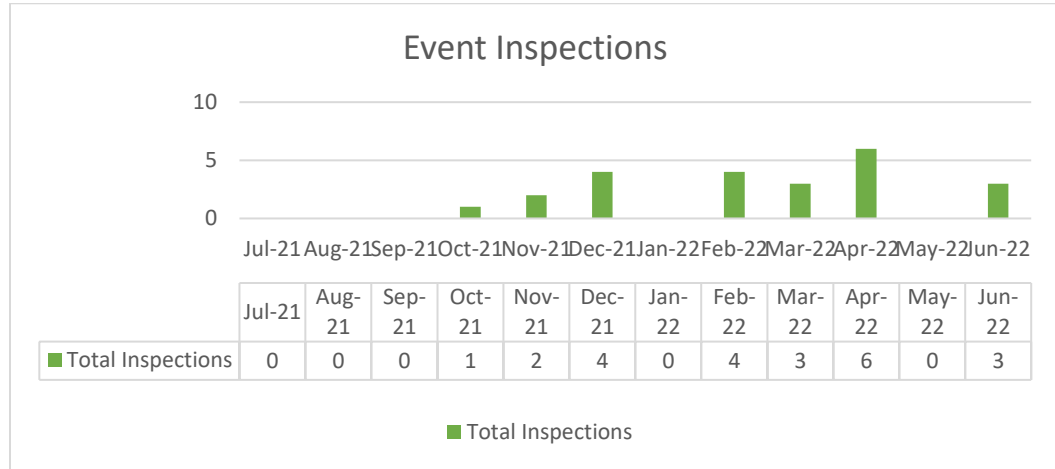 Event Inspections
10
5
0
Jul-21 Aug-21 Sep-21 Oct-21 Nov-21 Dec-21 Jan-22 Feb-22 Mar-22 Apr-22 May-22 Jun-22
Jul-21 Aug-21 Sep-21 Oct-21 Nov-21 Dec-21 Jan-22 Feb-22 Mar-22 Apr-22 May-22 Jun-22
Total Inspections 0 0 0 1 2 4 0 4 3 6 0 3
Total Inspections